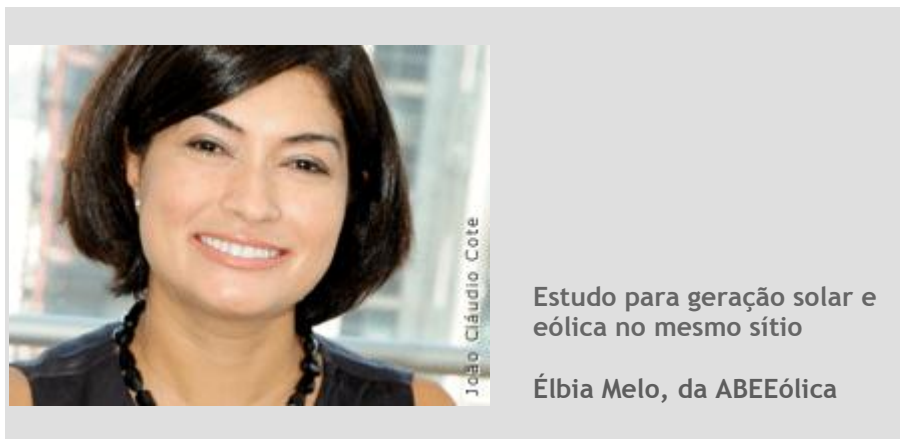 João Cláudio Cote
Estudo para geração solar e
eólica no mesmo sítio
Élbia Melo, da ABEEólica